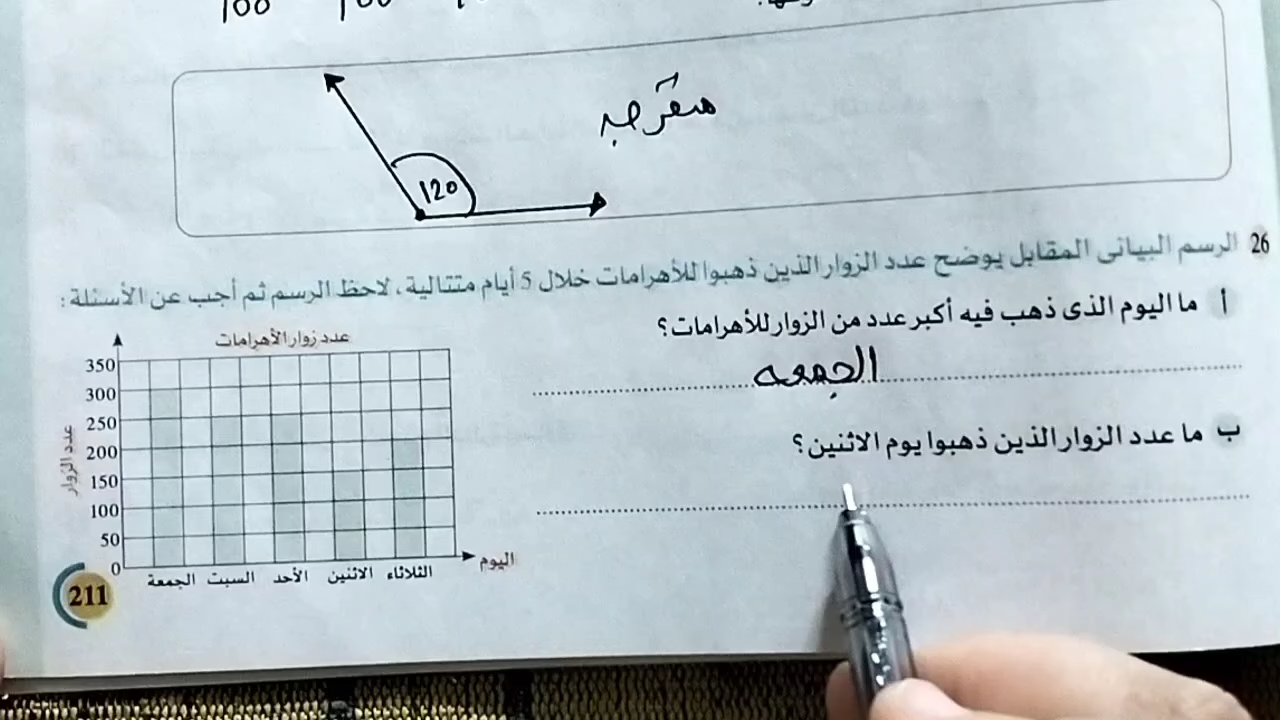 100 100
120
منفرجه
26 الرسم البيانى المقابل يوضح عدد الزوار الذين ذهبوا للأهرامات خلال 5 أيام متتالية، لاحظ الرسم ثم أجب عن الأسئلة:
أ ما اليوم الذى ذهب فيه أكبر عدد من الزوار للأهرامات؟
الجمعه
ب ما عدد الزوار الذين ذهبوا يوم الاثنين؟
عدد زوار الأهرامات
عدد الزوار
350
300
250
200
150
100
50
0
الجمعة السبت الأحد الاثنين الثلاثاء
اليوم
211